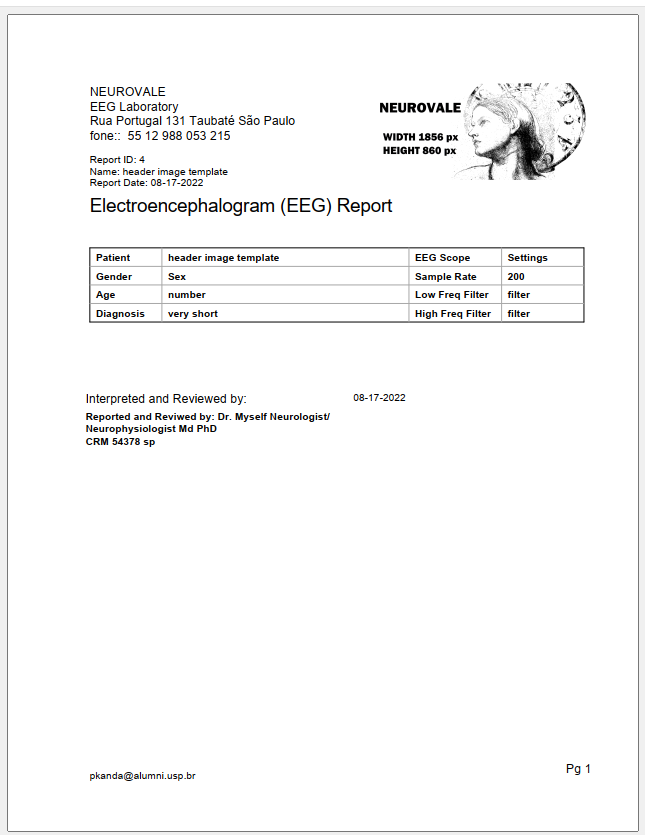 NEUROVALE
EEG Laboratory
Rua Portugal 131 Taubaté São Paulo
fone::  55 12 988 053 215
NEUROVALE
WIDTH 1856 px
HEIGHT 860 px
Report ID: 4
Name: header image template
Report Date: 08-17-2022
Electroencephalogram (EEG) Report
Patient header image template EEG Scope Settings
Gender Sex Sample Rate 200
Age number Low Freq Filter filter
Diagnosis very short High Freq Filter filter
Interpreted and Reviewed by: 08-17-2022
Reported and Reviwed by: Dr. Myself Neurologist/
Neurophysiologist Md PhD
CRM 54378 sp
pkanda@alumni.usp.br
Pg 1